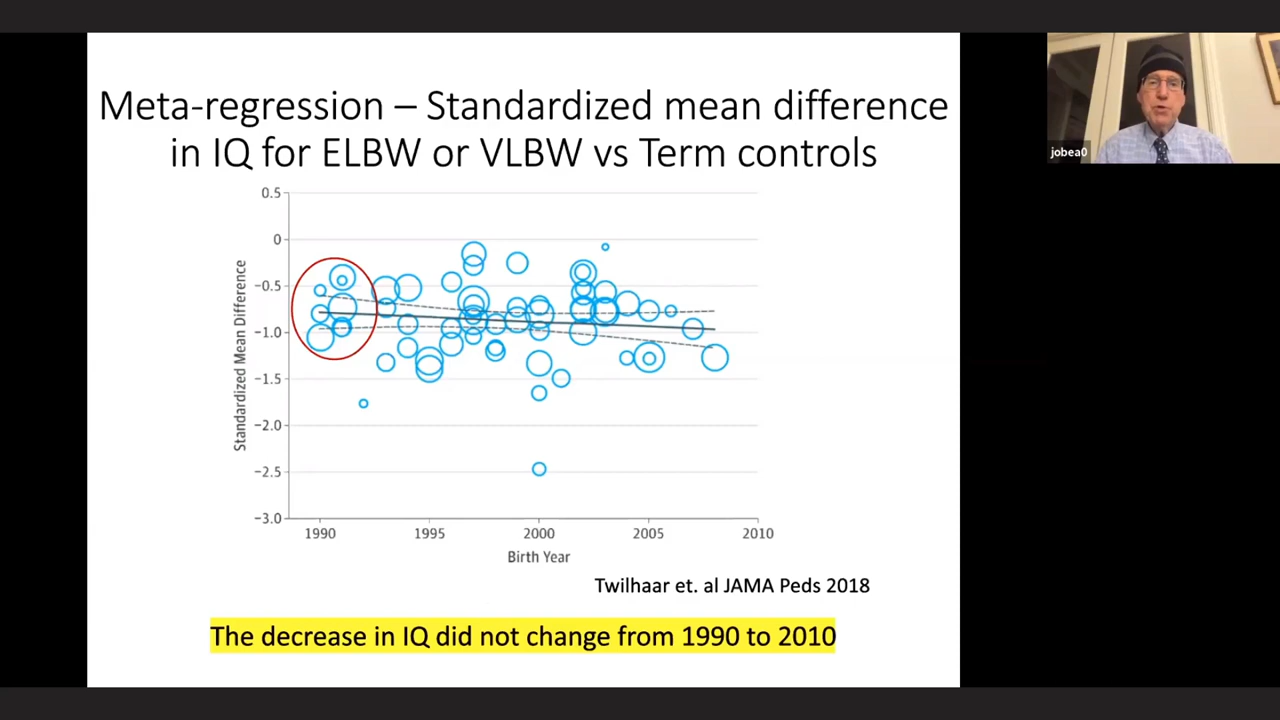 Meta-regression – Standardized mean difference
in IQ for ELBW or VLBW vs Term controls
jobea0
0.5
0
−0.5
−1.0
−1.5
−2.0
−2.5
−3.0
Standardized Mean Difference
1990 1995 2000 2005 2010
Birth Year
Twilhaar et. al JAMA Peds 2018
The decrease in IQ did not change from 1990 to 2010